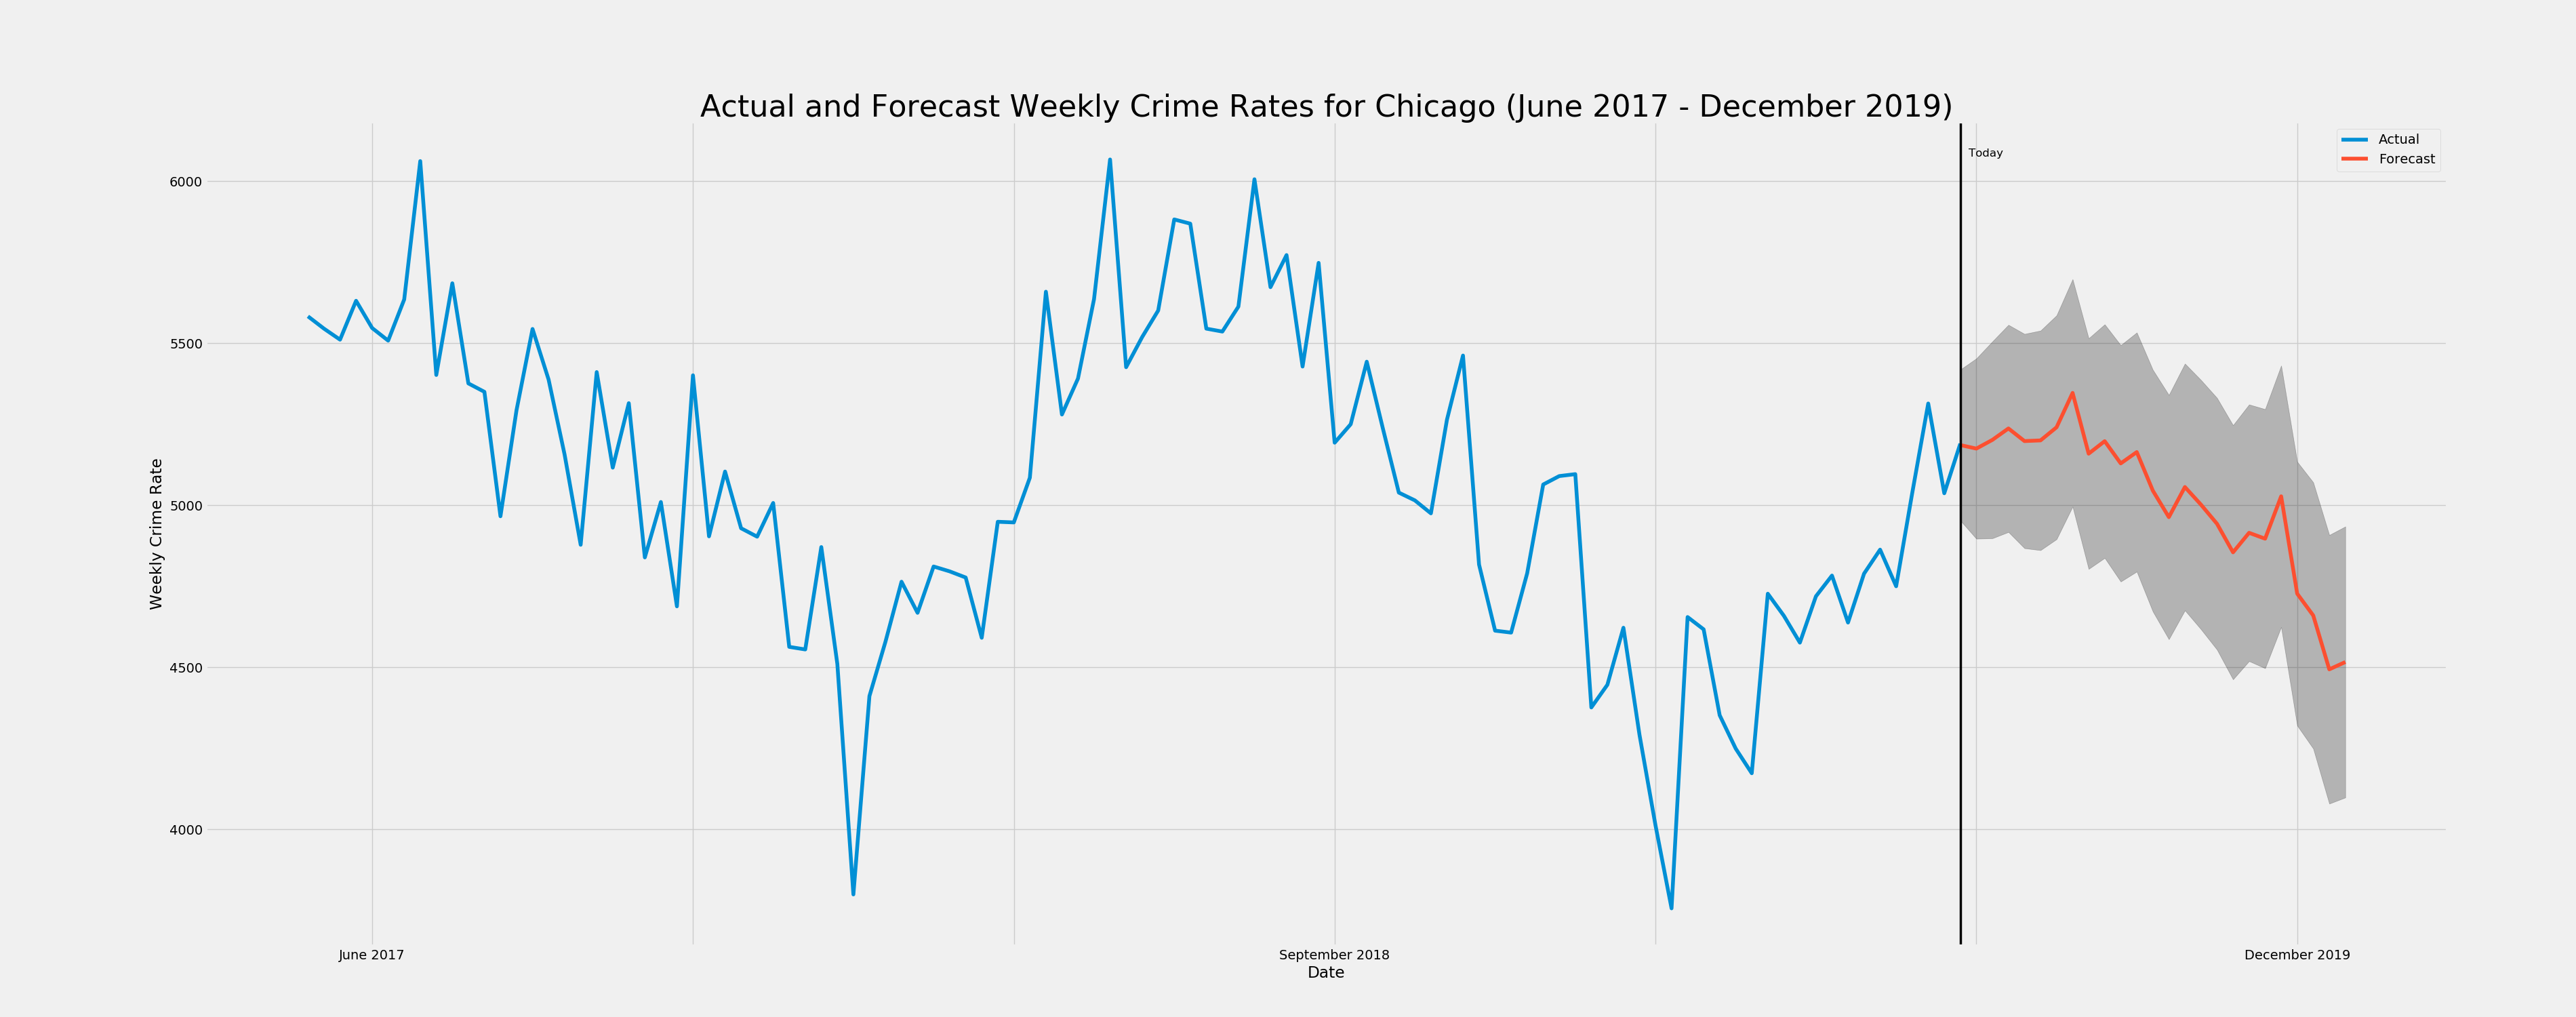 Actual and Forecast Weekly Crime Rates for Chicago (June 2017 - December 2019)
Today
Actual
Forecast
6000
5500
5000
4500
4000
Weekly Crime Rate
June 2017
September 2018
December 2019
Date